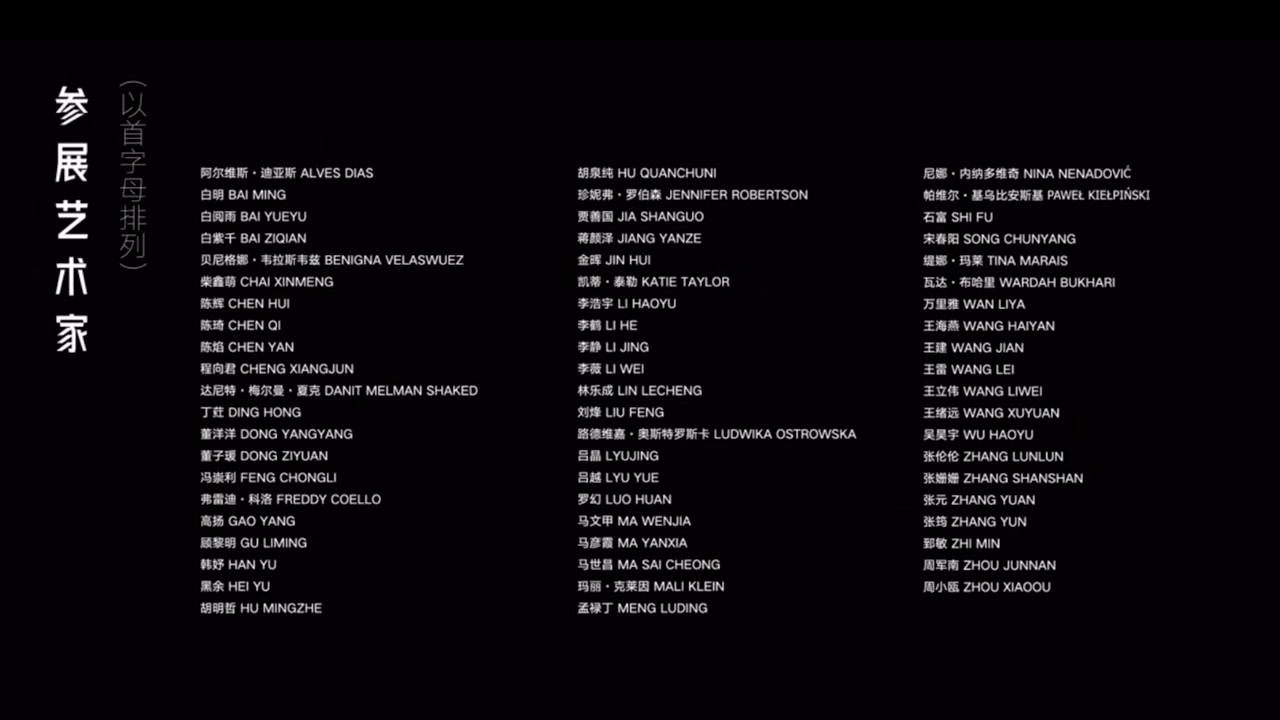 参展艺术家
(以首字母排列)
阿尔维斯·迪亚斯 ALVES DIAS
白明 BAI MING
白阅雨 BAI YUEYU
白紫千 BAI ZIQIAN
贝尼格娜·韦拉斯韦兹 BENIGNA VELASWUEZ
柴鑫萌 CHAI XINMENG
陈辉 CHEN HUI
陈琦 CHEN QI
陈焰 CHEN YAN
程向君 CHENG XIANGJUN
达尼特·梅尔曼·夏克 DANIT MELMAN SHAKED
丁荭 DING HONG
董洋洋 DONG YANGYANG
董子瑗 DONG ZIYUAN
冯崇利 FENG CHONGLI
弗雷迪·科洛 FREDDY COELLO
高扬 GAO YANG
顾黎明 GU LIMING
韩妤 HAN YU
黑余 HEI YU
胡明哲 HU MINGZHE
胡泉纯 HU QUANCHUNI
珍妮弗·罗伯森 JENNIFER ROBERTSON
贾善国 JIA SHANGUO
蒋颜泽 JIANG YANZE
金晖 JIN HUI
凯蒂·泰勒 KATIE TAYLOR
李浩宇 LI HAOYU
李鹤 LI HE
李静 LI JING
李薇 LI WEI
林乐成 LIN LECHENG
刘烽 LIU FENG
路德维嘉·奥斯特罗斯卡 LUDWIKA OSTROWSKA
吕晶 LYUJING
吕越 LYU YUE
罗幻 LUO HUAN
马文甲 MA WENJIA
马彦霞 MA YANXIA
马世昌 MA SAI CHEONG
玛丽·克莱因 MALI KLEIN
孟禄丁 MENG LUDING
尼娜·内纳多维奇 NINA NENADOVIĆ
帕维尔·基乌比安斯基 PAWEŁ KIEŁPIŃSKI
石富 SHI FU
宋春阳 SONG CHUNYANG
缇娜·玛莱 TINA MARAIS
瓦达·布哈里 WARDAH BUKHARI
万里雅 WAN LIYA
王海燕 WANG HAIYAN
王建 WANG JIAN
王雷 WANG LEI
王立伟 WANG LIWEI
王绪远 WANG XUYUAN
吴昊宇 WU HAOYU
张伦伦 ZHANG LUNLUN
张姗姗 ZHANG SHANSHAN
张元 ZHANG YUAN
张筠 ZHANG YUN
郅敏 ZHI MIN
周军南 ZHOU JUNNAN
周小瓯 ZHOU XIAOOU